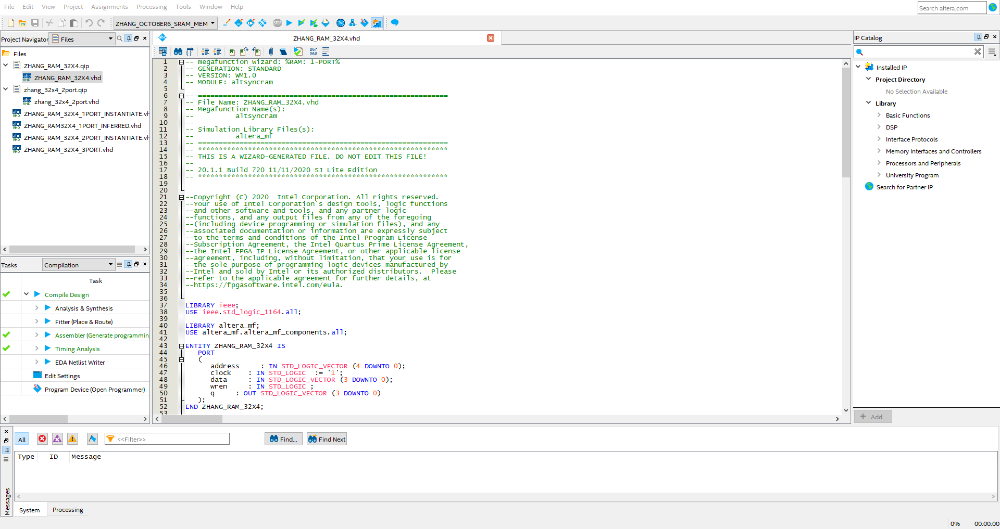 File Edit View Project Assignments Processing Tools Window Help
Search altera.com
ZHANG_OCTOBER6_SRAM_MEM
STOP
Project Navigator Files
Files
ZHANG_RAM_32X4.qip
ZHANG_RAM_32X4.vhd
zhang_32x4_2port.qip
zhang_32x4_2port.vhd
ZHANG_RAM_32X4_1PORT_INSTANTIATE.vh
ZHANG_RAM32X4_1PORT_INFERRED.vhd
ZHANG_RAM_32X4_2PORT_INSTANTIATE.vh
ZHANG_RAM_32X4_3PORT.vhd
Tasks Compilation
Task
Compile Design
Analysis & Synthesis
Fitter (Place & Route)
Assembler (Generate programmin
Timing Analysis
EDA Netlist Writer
Edit Settings
Program Device (Open Programmer)
ZHANG_RAM_32X4.vhd
267
268
1 -- megafunction wizard: %RAM: 1-PORT%
2 -- GENERATION: STANDARD
3 -- VERSION: WM1.0
4 -- MODULE: altsyncram
5
6 -- ============================================================
7 -- File Name: ZHANG_RAM_32X4.vhd
8 -- Megafunction Name(s):
9 -- altsyncram
10 --
11 -- Simulation Library Files(s):
12 -- altera_mf
13 -- ============================================================
14 -- ************************************************************
15 -- THIS IS A WIZARD-GENERATED FILE. DO NOT EDIT THIS FILE!
16 --
17 -- 20.1.1 Build 720 11/11/2020 SJ Lite Edition
18 -- ************************************************************
19
20
21 --Copyright (C) 2020  Intel Corporation. All rights reserved.
22 --Your use of Intel Corporation's design tools, logic functions
23 --and other software and tools, and any partner logic
24 --functions, and any output files from any of the foregoing
25 --(including device programming or simulation files), and any
26 --associated documentation or information are expressly subject
27 --to the terms and conditions of the Intel Program License
28 --Subscription Agreement, the Intel Quartus Prime License Agreement,
29 --the Intel FPGA IP License Agreement, or other applicable license
30 --agreement, including, without limitation, that your use is for
31 --the sole purpose of programming logic devices manufactured by
32 --Intel and sold by Intel or its authorized distributors.  Please
33 --refer to the applicable agreement for further details, at
34 --https://fpgasoftware.intel.com/eula.
35
36
37 LIBRARY ieee;
38 USE ieee.std_logic_1164.all;
39
40 LIBRARY altera_mf;
41 USE altera_mf.altera_mf_components.all;
42
43 ENTITY ZHANG_RAM_32X4 IS
44 PORT
45 (
46 address : IN STD_LOGIC_VECTOR (4 DOWNTO 0);
47 clock : IN STD_LOGIC := '1';
48 data : IN STD_LOGIC_VECTOR (3 DOWNTO 0);
49 wren : IN STD_LOGIC ;
50 q : OUT STD_LOGIC_VECTOR (3 DOWNTO 0)
51 );
52 END ZHANG_RAM_32X4;
53
IP Catalog
Installed IP
Project Directory
No Selection Available
Library
Basic Functions
DSP
Interface Protocols
Memory Interfaces and Controllers
Processors and Peripherals
University Program
Search for Partner IP
+ Add...
All <<Filter>> Find... Find Next
Type ID Message
Messages
System Processing
0% 00:00:00